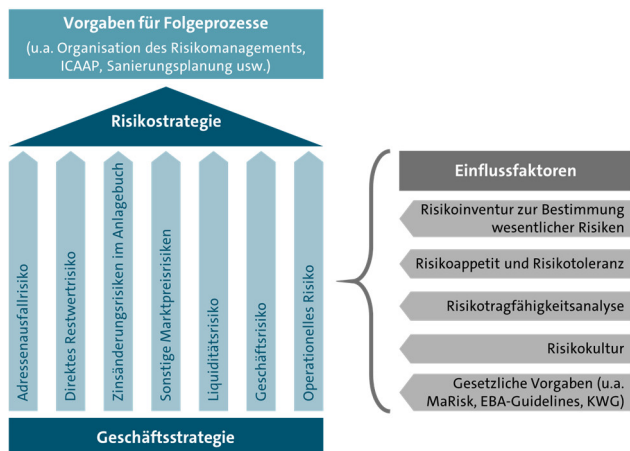 Vorgaben für Folgeprozesse
(u.a. Organisation des Risikomanagements,
ICAAP, Sanierungsplanung usw.)
Risikostrategie
Adressenausfallrisiko
Direktes Restwertrisiko
Zinsänderungsrisiken im Anlagebuch
Sonstige Marktpreisrisiken
Liquiditätsrisiko
Geschäftsrisiko
Operationelles Risiko
Geschäftsstrategie
Einflussfaktoren
Risikoinventur zur Bestimmung
wesentlicher Risiken
Risikoappetit und Risikotoleranz
Risikotragfähigkeitsanalyse
Risikokultur
Gesetzliche Vorgaben (u.a.
MaRisk, EBA-Guidelines, KWG)